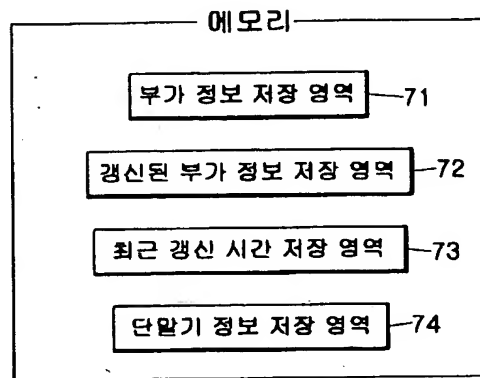 메모리
부가 정보 저장 영역 71
갱신된 부가 정보 저장 영역 72
최근 갱신 시간 저장 영역 73
단말기 정보 저장 영역 74